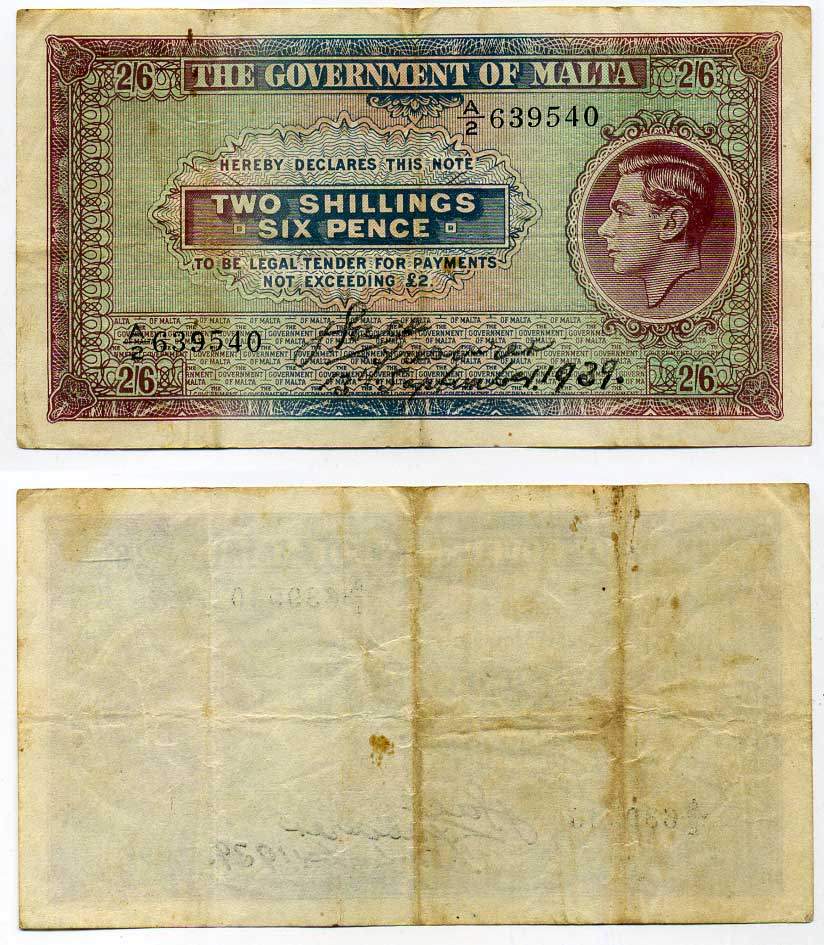 2/6 THE GOVERNMENT OF MALTA 2/6
A/2 639540
HEREBY DECLARES THIS NOTE
TWO SHILLINGS
SIX PENCE
TO BE LEGAL TENDER FOR PAYMENTS
NOT EXCEEDING £2.
A/2 639540
September, 1939.
2/6 2/6